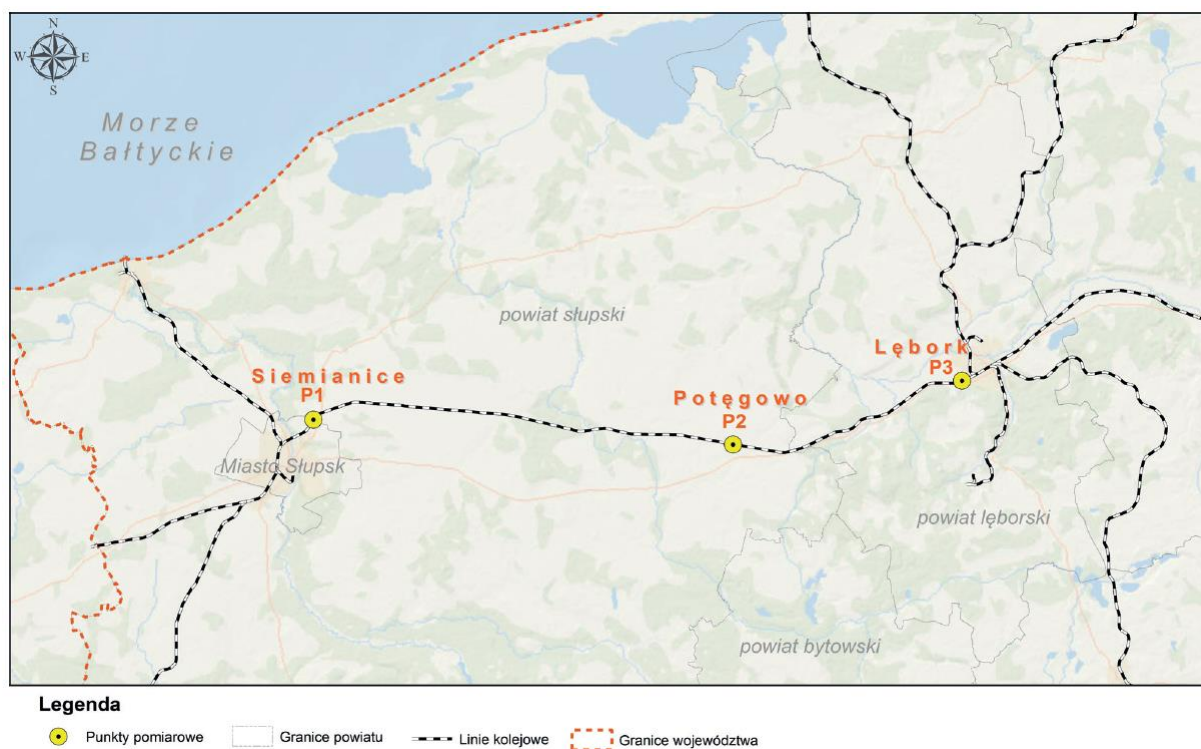 N
W E
S
Morze
Bałtyckie
powiat słupski
Lębork
P3
Siemianice
P1
Potęgowo
P2
Miasto Słupsk
powiat lęborski
powiat bytowski
Legenda
Punkty pomiarowe
Granice powiatu
Linie kolejowe
Granice województwa